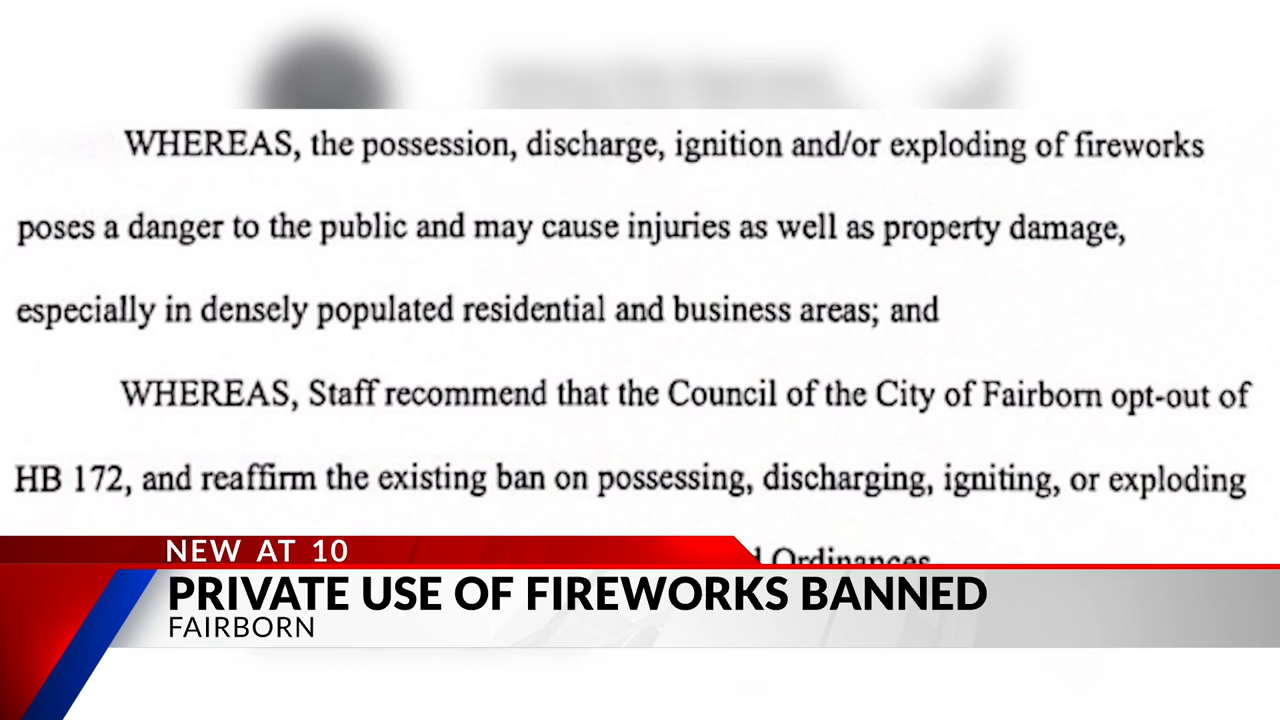 WHEREAS, the possession, discharge, ignition and/or exploding of fireworks
poses a danger to the public and may cause injuries as well as property damage,
especially in densely populated residential and business areas; and
WHEREAS, Staff recommend that the Council of the City of Fairborn opt-out of
HB 172, and reaffirm the existing ban on possessing, discharging, igniting, or exploding
Ordinances
NEW AT 10
PRIVATE USE OF FIREWORKS BANNED
FAIRBORN